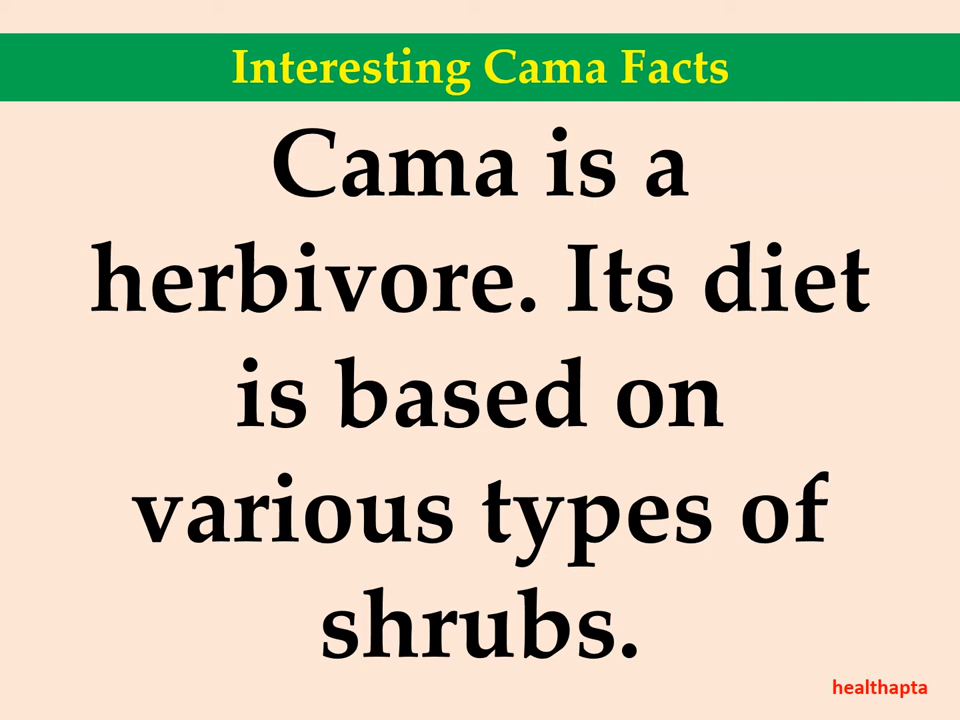 Interesting Cama Facts
Cama is a
herbivore. Its diet
is based on
various types of
shrubs.
healthapta